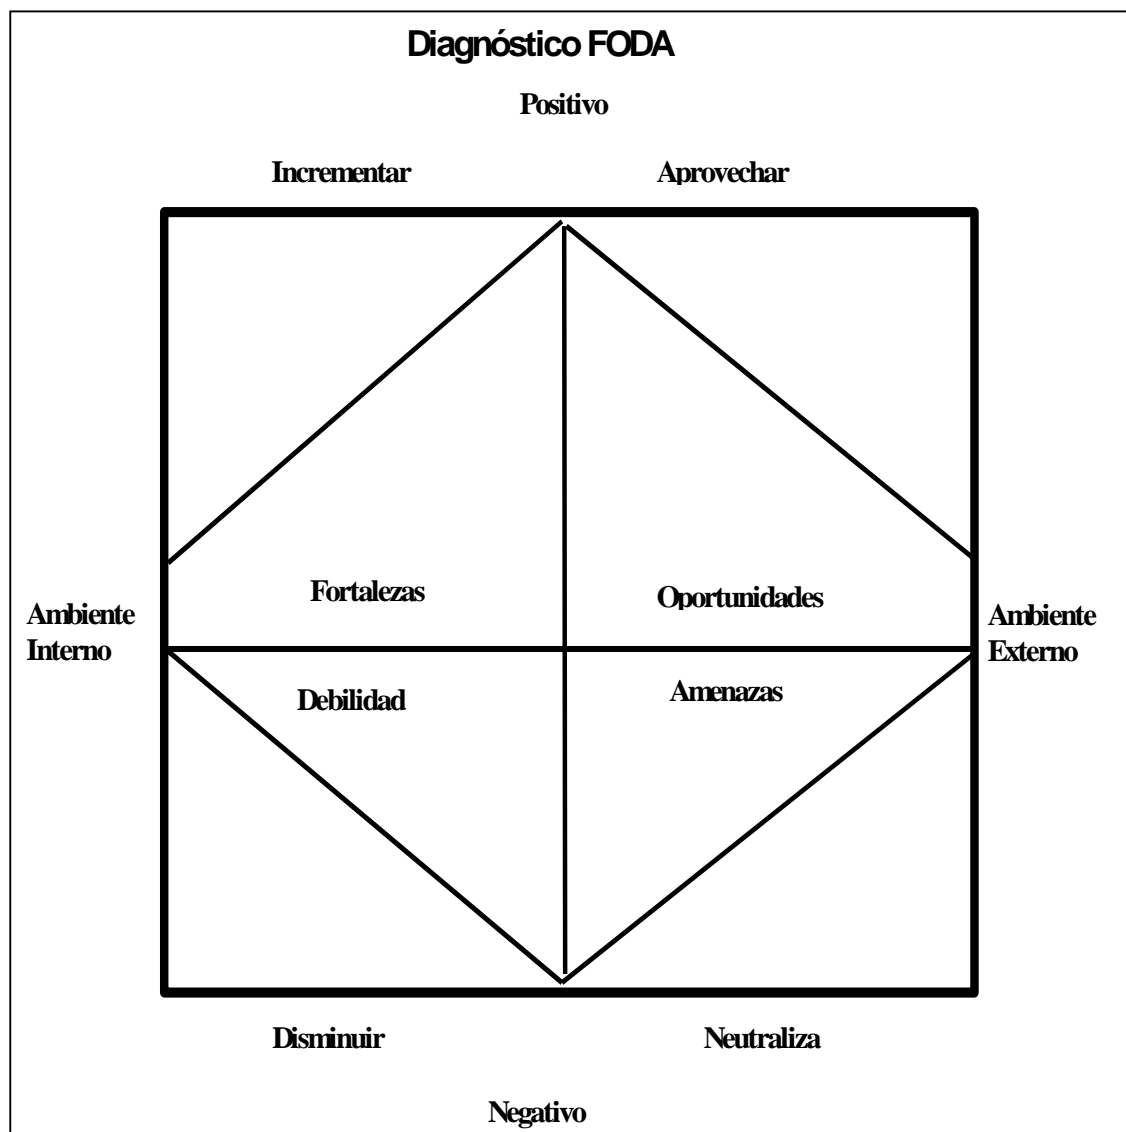 Diagnóstico FODA
Positivo
Incrementar
Aprovechar
Fortalezas
Oportunidades
Ambiente
Interno
Ambiente
Externo
Debilidad
Amenazas
Disminuir
Neutraliza
Negativo